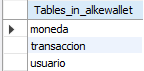 Tables_in_alkewallet
moneda
transaccion
usuario